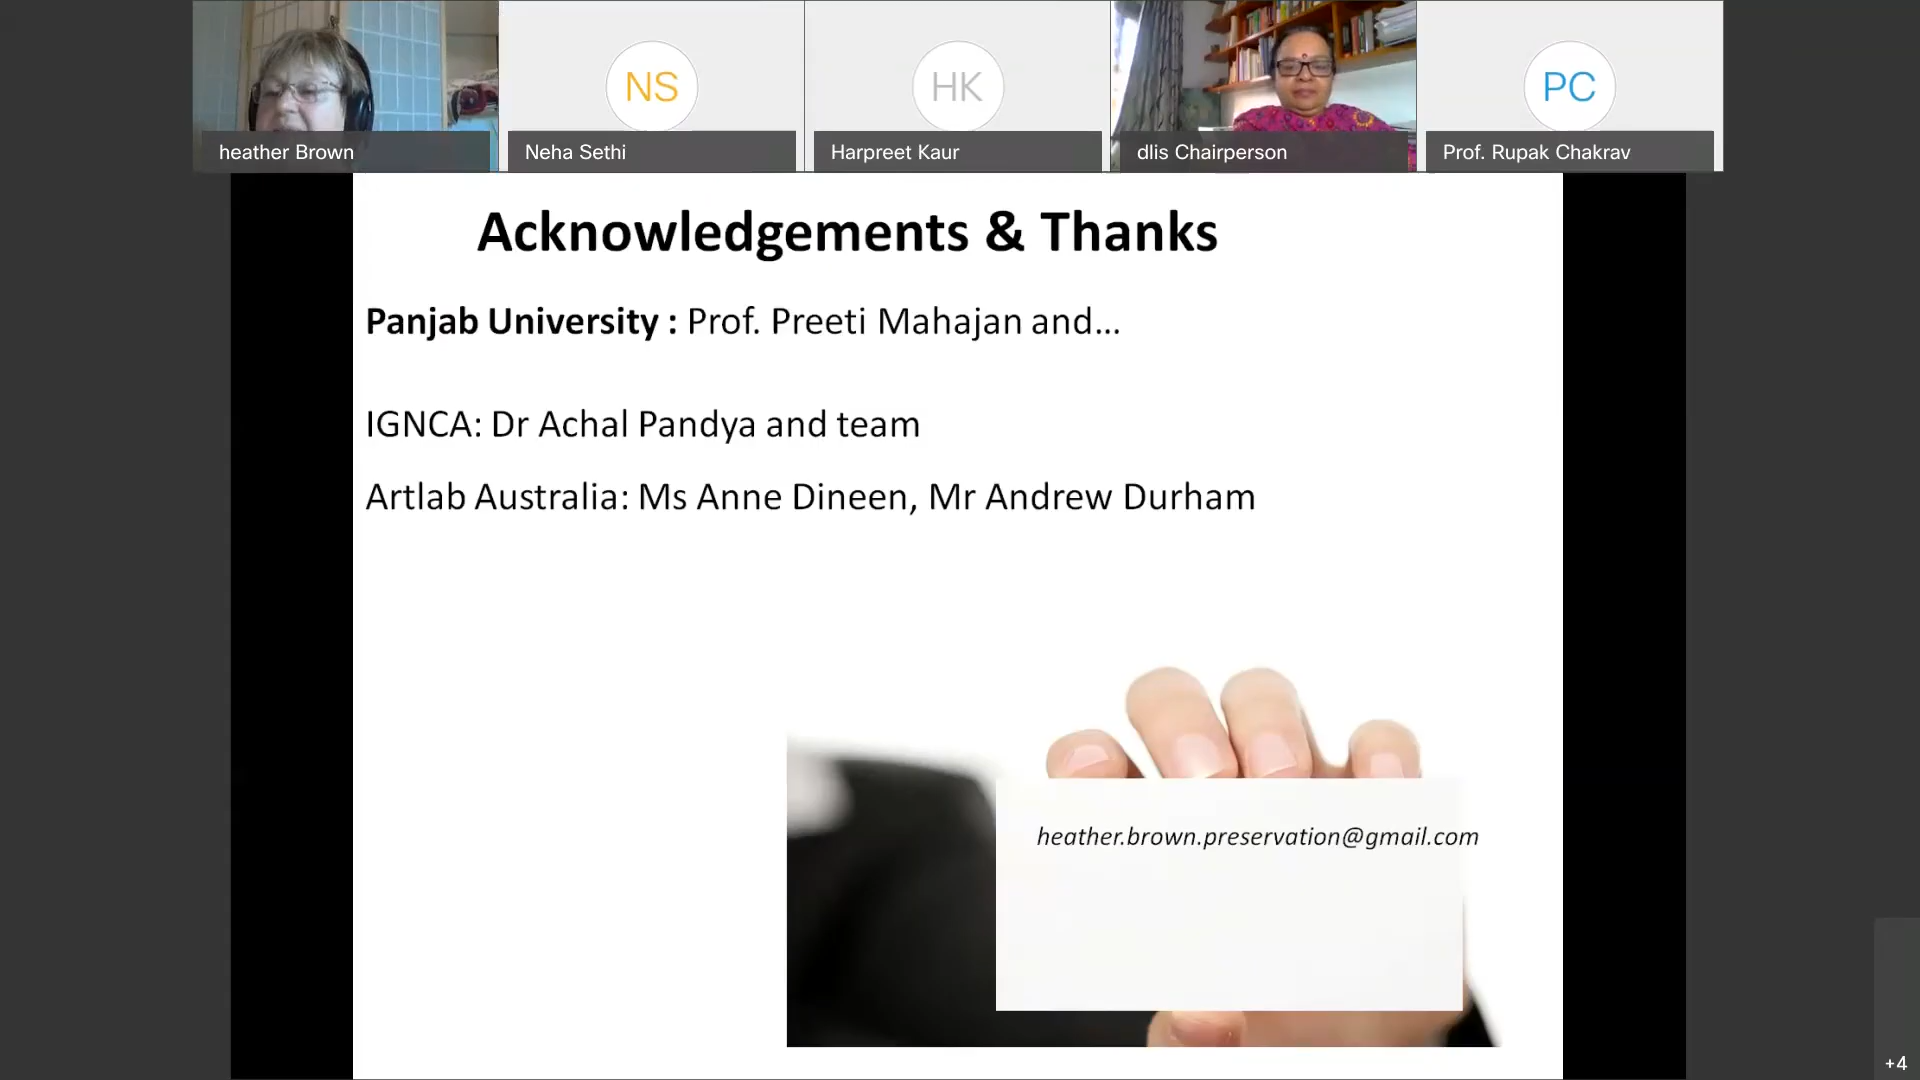 NS
HK
PC
heather Brown
Neha Sethi
Harpreet Kaur
dlis Chairperson
Prof. Rupak Chakrav
Acknowledgements & Thanks
Panjab University : Prof. Preeti Mahajan and...
IGNCA: Dr Achal Pandya and team
Artlab Australia: Ms Anne Dineen, Mr Andrew Durham
heather.brown.preservation@gmail.com
+4